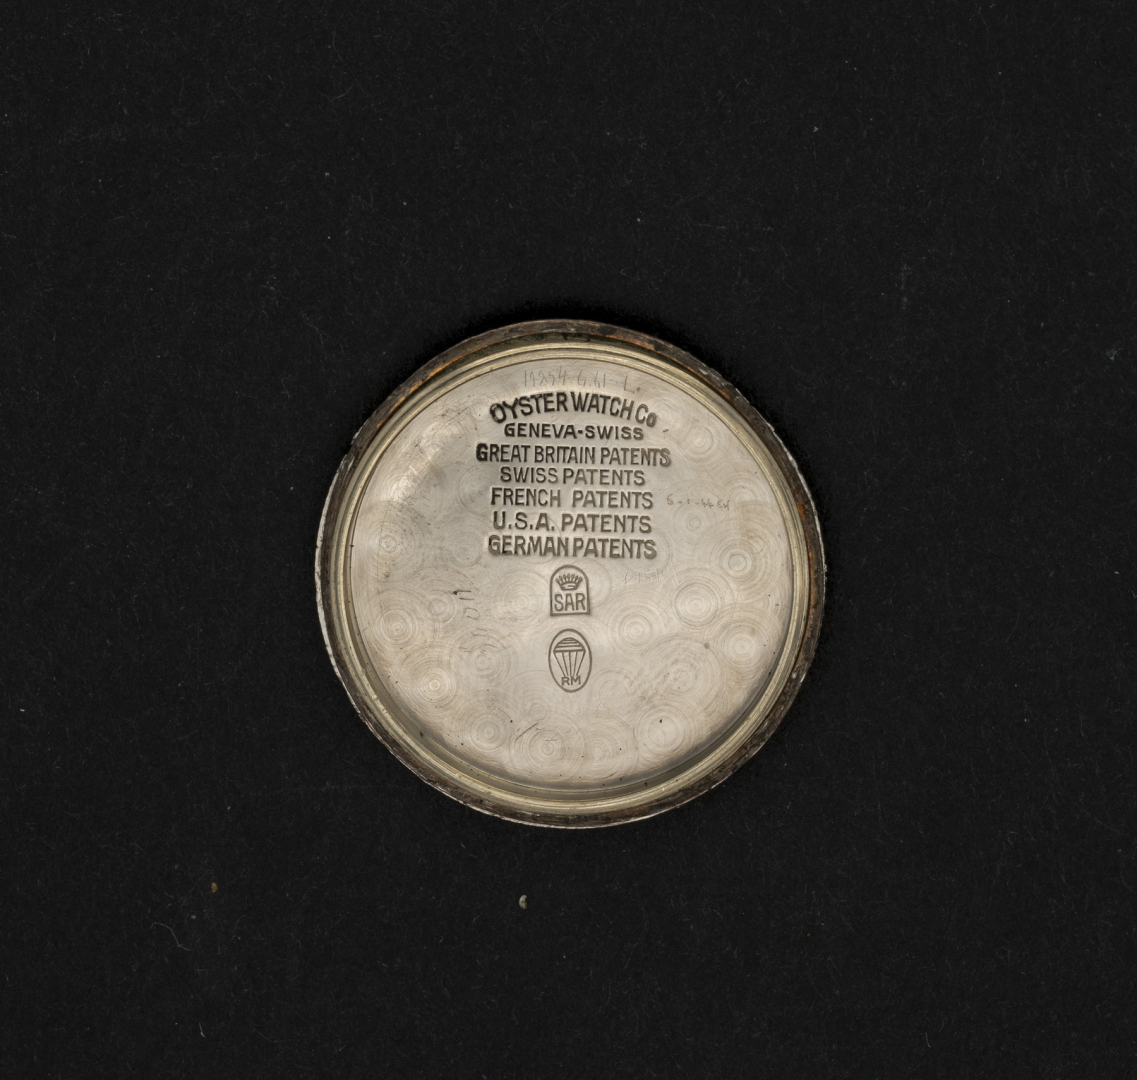 OYSTER WATCH Co
GENEVA-SWISS
GREAT BRITAIN PATENTS
SWISS PATENTS
FRENCH PATENTS
U.S.A. PATENTS
GERMAN PATENTS
SAR
RM